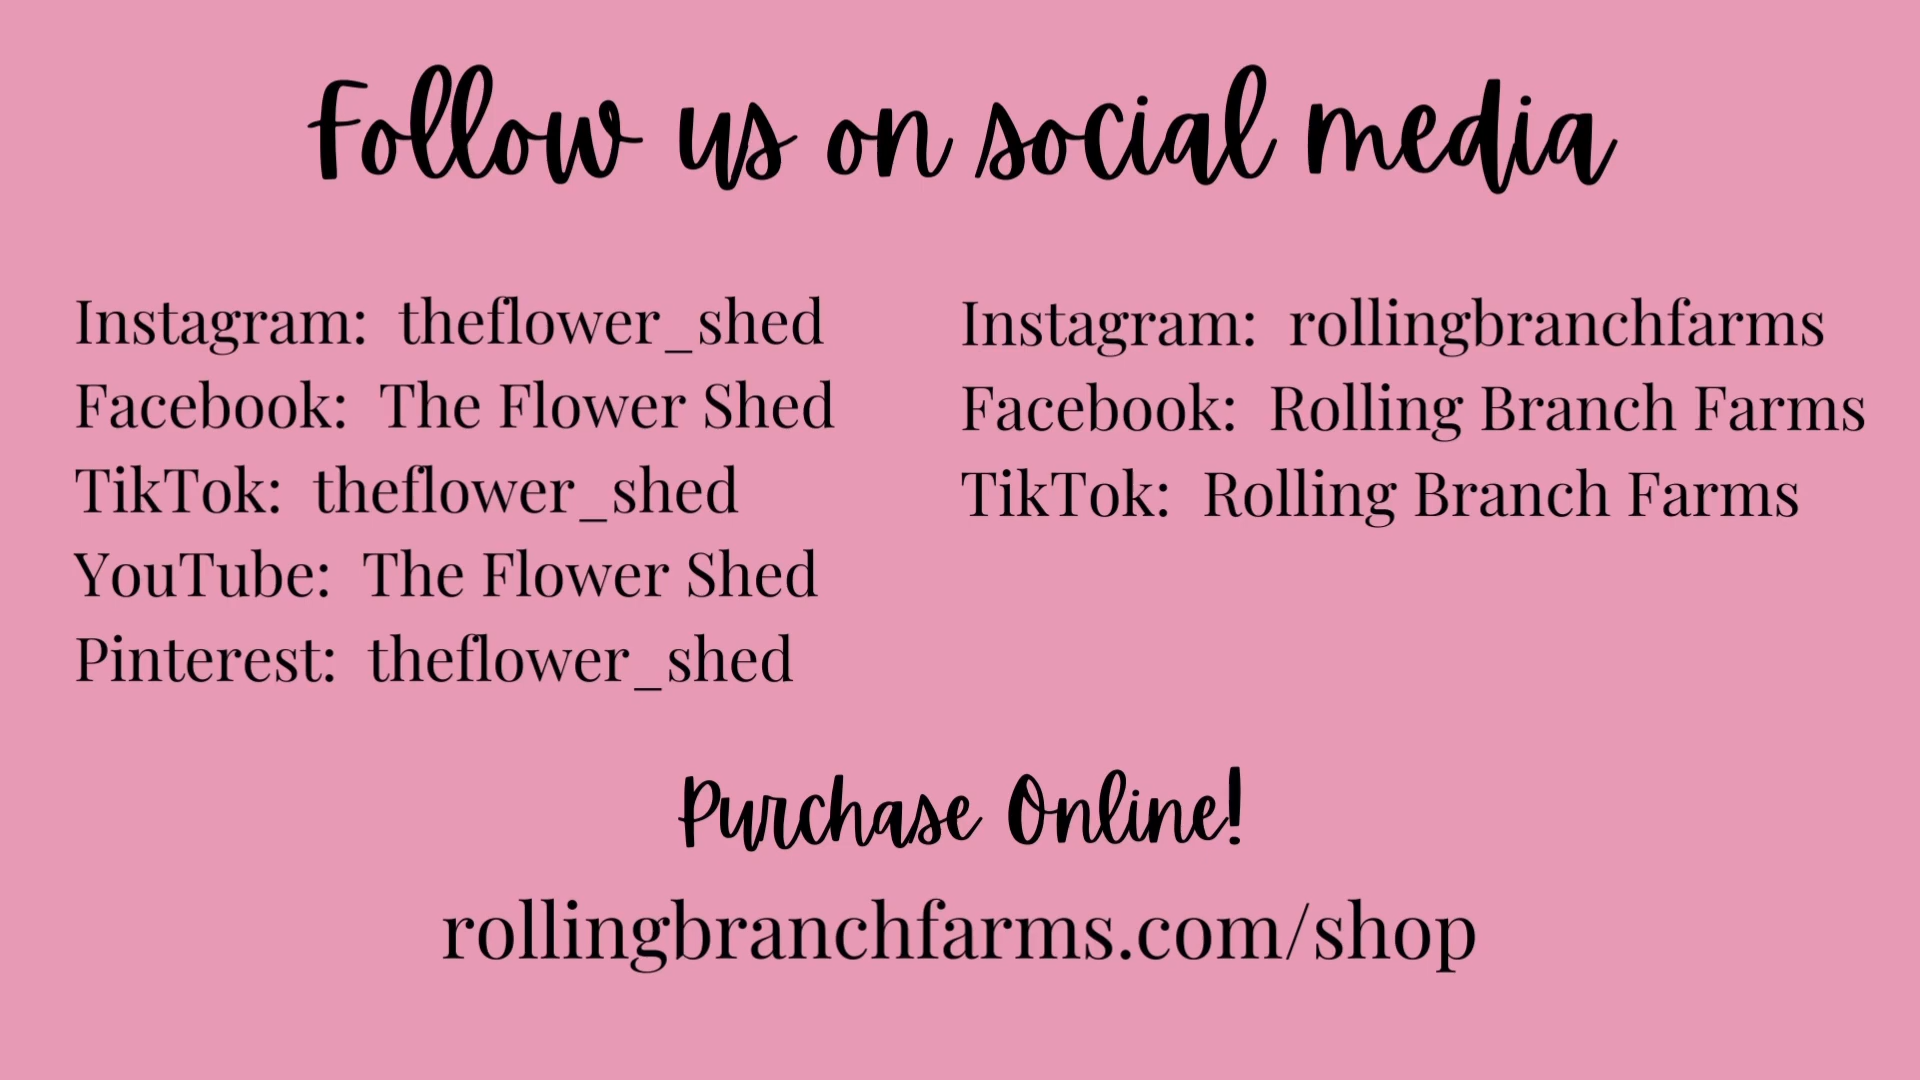 Follow us on social media
Instagram: theflower_shed
Facebook: The Flower Shed
TikTok: theflower_shed
YouTube: The Flower Shed
Pinterest: theflower_shed
Instagram: rollingbranchfarms
Facebook: Rolling Branch Farms
TikTok: Rolling Branch Farms
Purchase Online!
rollingbranchfarms.com/shop